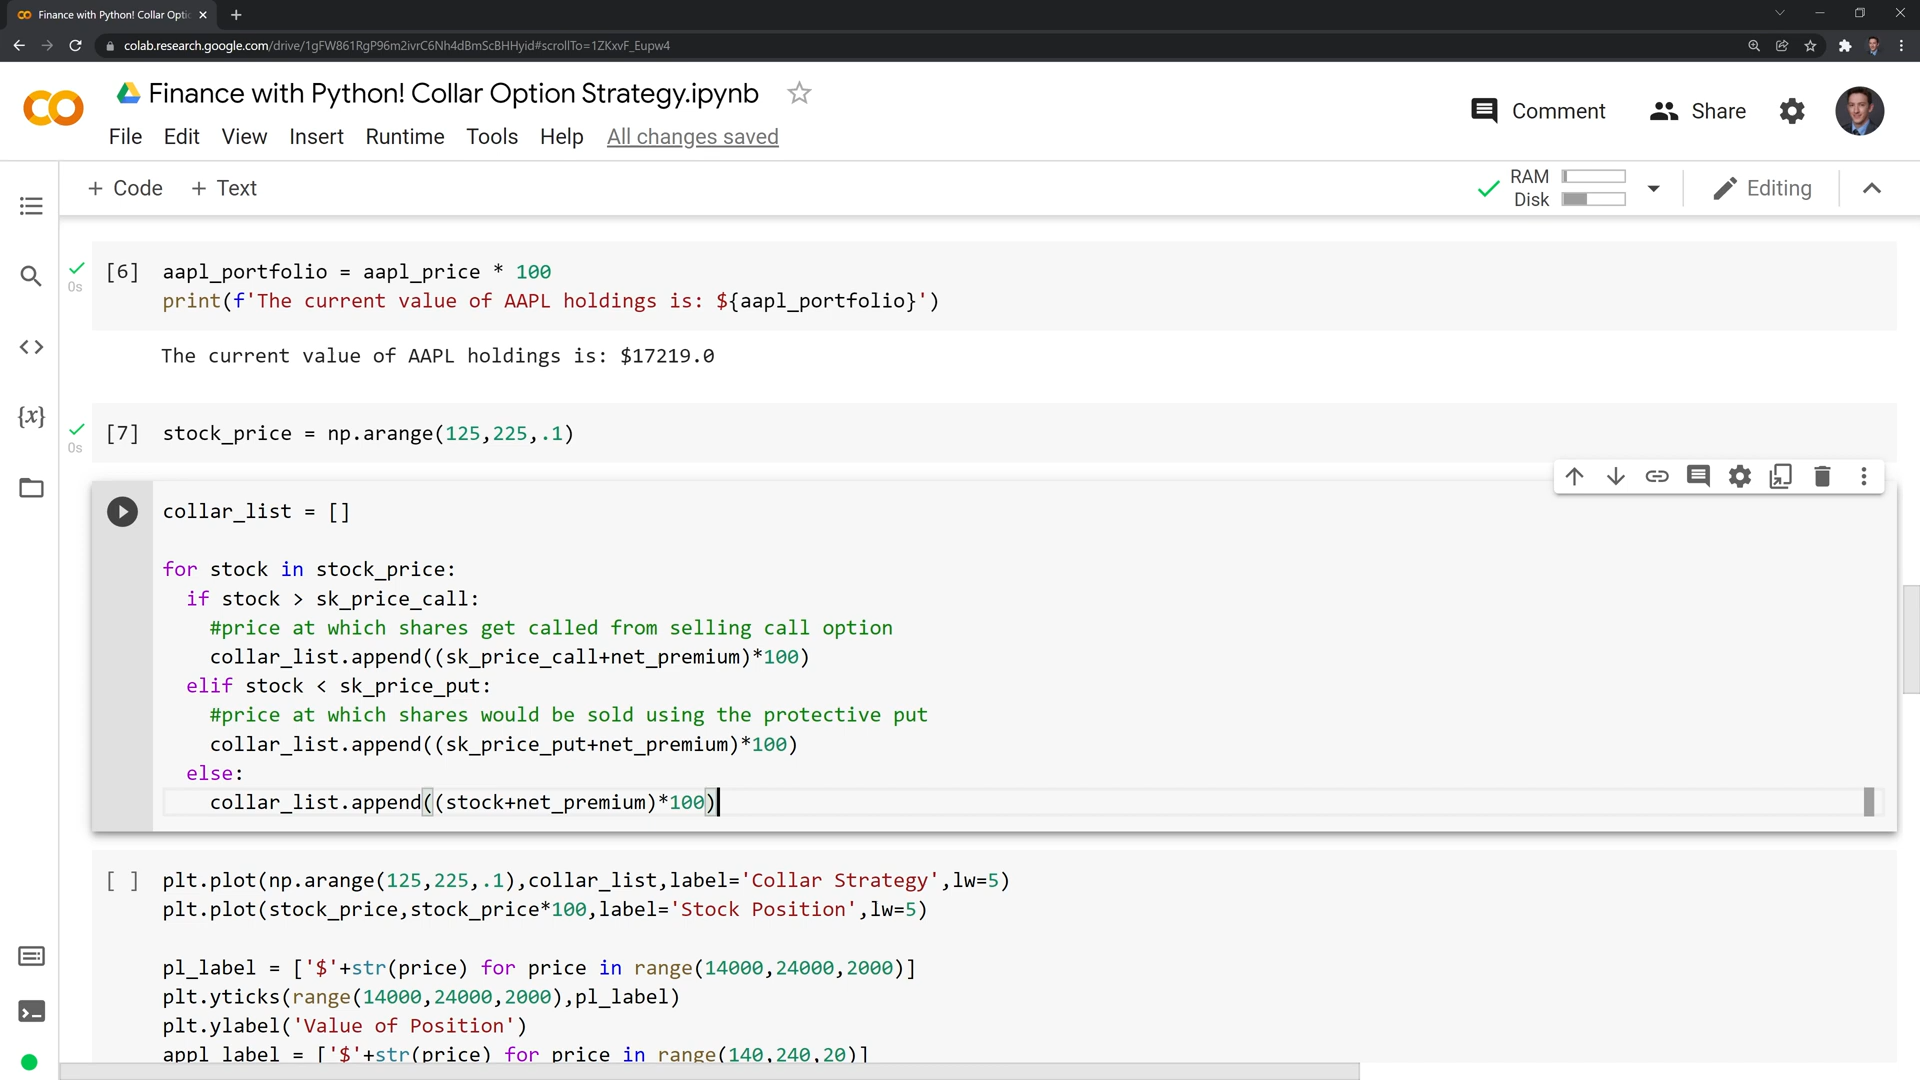 Finance with Python! Collar Optic
colab.research.google.com/drive/1gFW861RgP96m2ivrC6Nh4dBmScBHHyid#scrollTo=1ZKxvF_Eupw4
Finance with Python! Collar Option Strategy.ipynb
Comment
Share
File Edit View Insert Runtime Tools Help All changes saved
+ Code + Text
RAM
Disk
Editing
[6] aapl_portfolio = aapl_price * 100
0s
print(f'The current value of AAPL holdings is: ${aapl_portfolio}')
The current value of AAPL holdings is: $17219.0
[7] stock_price = np.arange(125,225,.1)
0s
{x}
collar_list = []
for stock in stock_price:
if stock > sk_price_call:
#price at which shares get called from selling call option
collar_list.append((sk_price_call+net_premium)*100)
elif stock < sk_price_put:
#price at which shares would be sold using the protective put
collar_list.append((sk_price_put+net_premium)*100)
else:
collar_list.append((stock+net_premium)*100)
[ ] plt.plot(np.arange(125,225,.1),collar_list,label='Collar Strategy',lw=5)
plt.plot(stock_price,stock_price*100,label='Stock Position',lw=5)
pl_label = ['$'+str(price) for price in range(14000,24000,2000)]
plt.yticks(range(14000,24000,2000),pl_label)
plt.ylabel('Value of Position')
appl_label = ['$'+str(price) for price in range(140,240,20)]